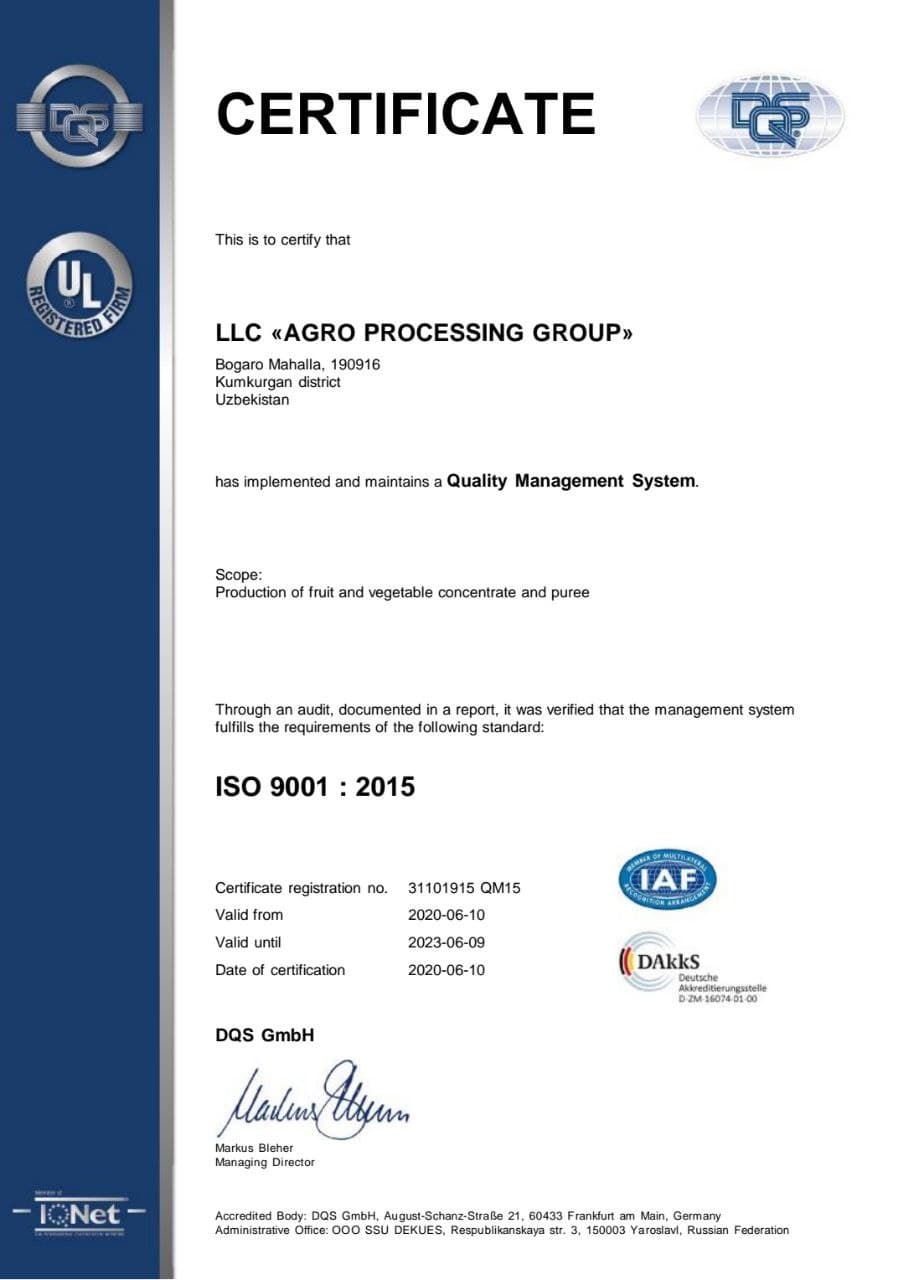 CERTIFICATE
DQS
DQS
UL
®
REGISTERED FIRM
This is to certify that
LLC «AGRO PROCESSING GROUP»
Bogaro Mahalla, 190916
Kumkurgan district
Uzbekistan
has implemented and maintains a Quality Management System.
Scope:
Production of fruit and vegetable concentrate and puree
Through an audit, documented in a report, it was verified that the management system
fulfills the requirements of the following standard:
ISO 9001 : 2015
Certificate registration no. 31101915 QM15
Valid from 2020-06-10
Valid until 2023-06-09
Date of certification 2020-06-10
MEMBER OF MULTILATERAL
IAF
RECOGNITION ARRANGEMENT
DAkkS
Deutsche
Akkreditierungsstelle
D-ZM-16074-01-00
DQS GmbH
Markus Bleher
Managing Director
Member of
IQNet
Accredited Body: DQS GmbH, August-Schanz-Straße 21, 60433 Frankfurt am Main, Germany
Administrative Office: OOO SSU DEKUES, Respublikanskaya str. 3, 150003 Yaroslavl, Russian Federation